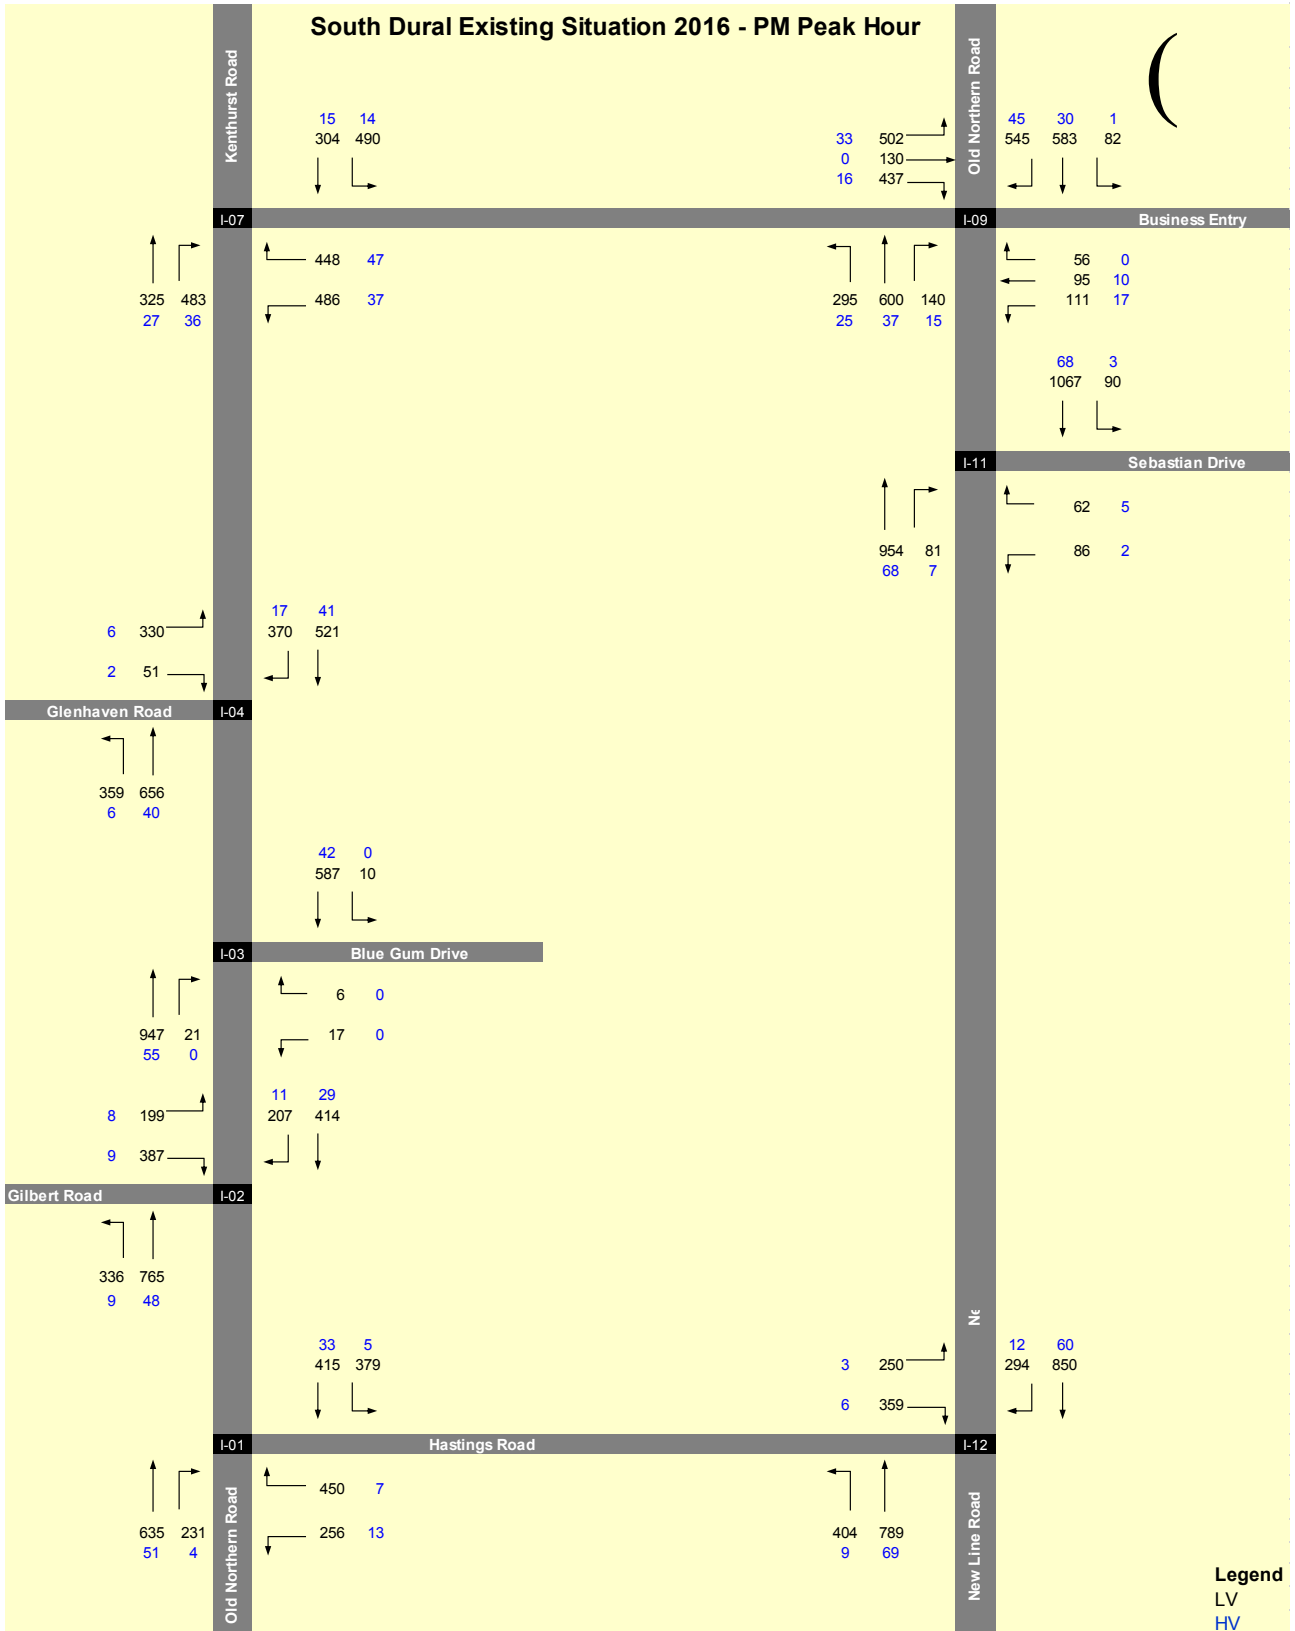 South Dural Existing Situation 2016 - PM Peak Hour
Kenthurst Road
Old Northern Road
(
15 14
304 490
33 502
0 130
16 437
45 30 1
545 583 82
I-07
I-09
Business Entry
448 47
486 37
325 483
27 36
295 600 140
25 37 15
56 0
95 10
111 17
68 3
1067 90
I-11
Sebastian Drive
62 5
86 2
954 81
68 7
6 330
2 51
17 41
370 521
Glenhaven Road
I-04
359 656
6 40
42 0
587 10
I-03
Blue Gum Drive
6 0
17 0
947 21
55 0
8 199
9 387
11 29
207 414
Gilbert Road
I-02
336 765
9 48
Ne
33 5
415 379
3 250
6 359
12 60
294 850
I-01
Hastings Road
I-12
450 7
256 13
635 231
51 4
404 789
9 69
Old Northern Road
New Line Road
Legend
LV
HV